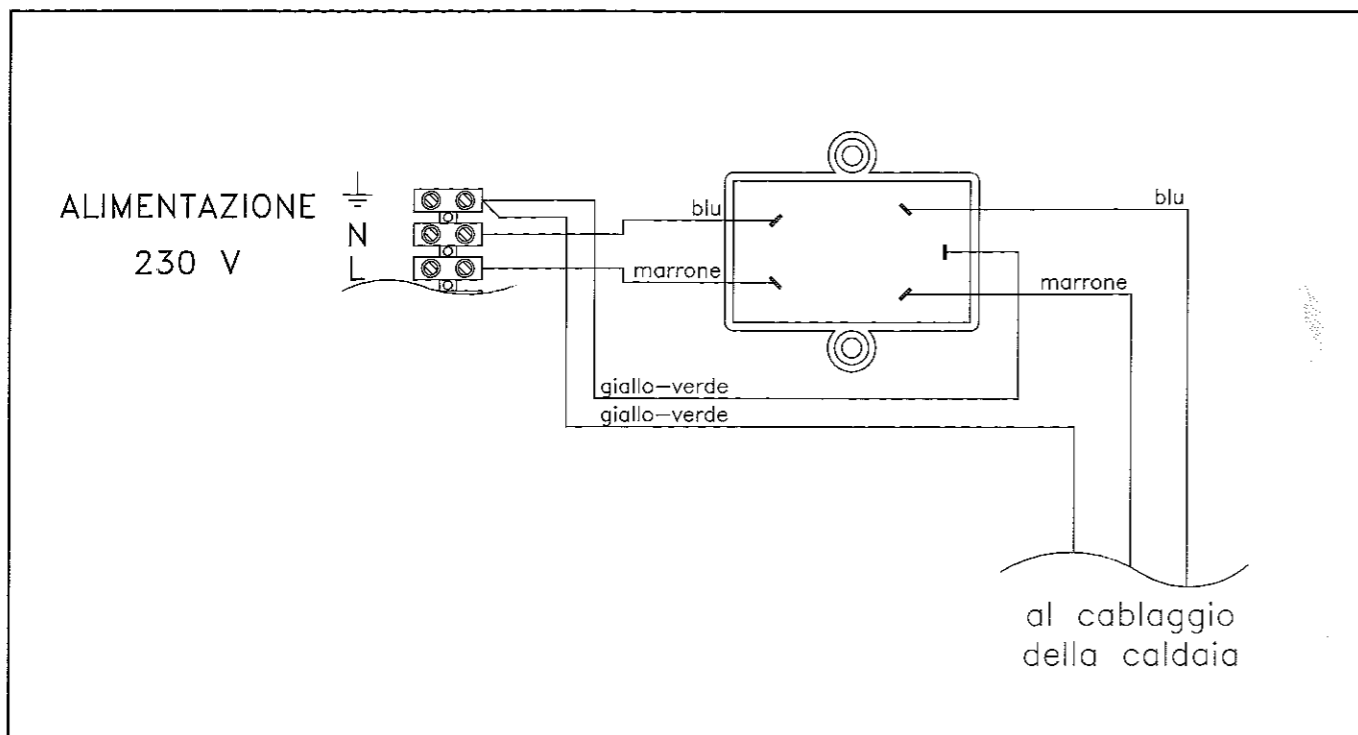 ALIMENTAZIONE
230 V
N
L
blu
marrone
blu
marrone
giallo-verde
giallo-verde
al cablaggio
della caldaia